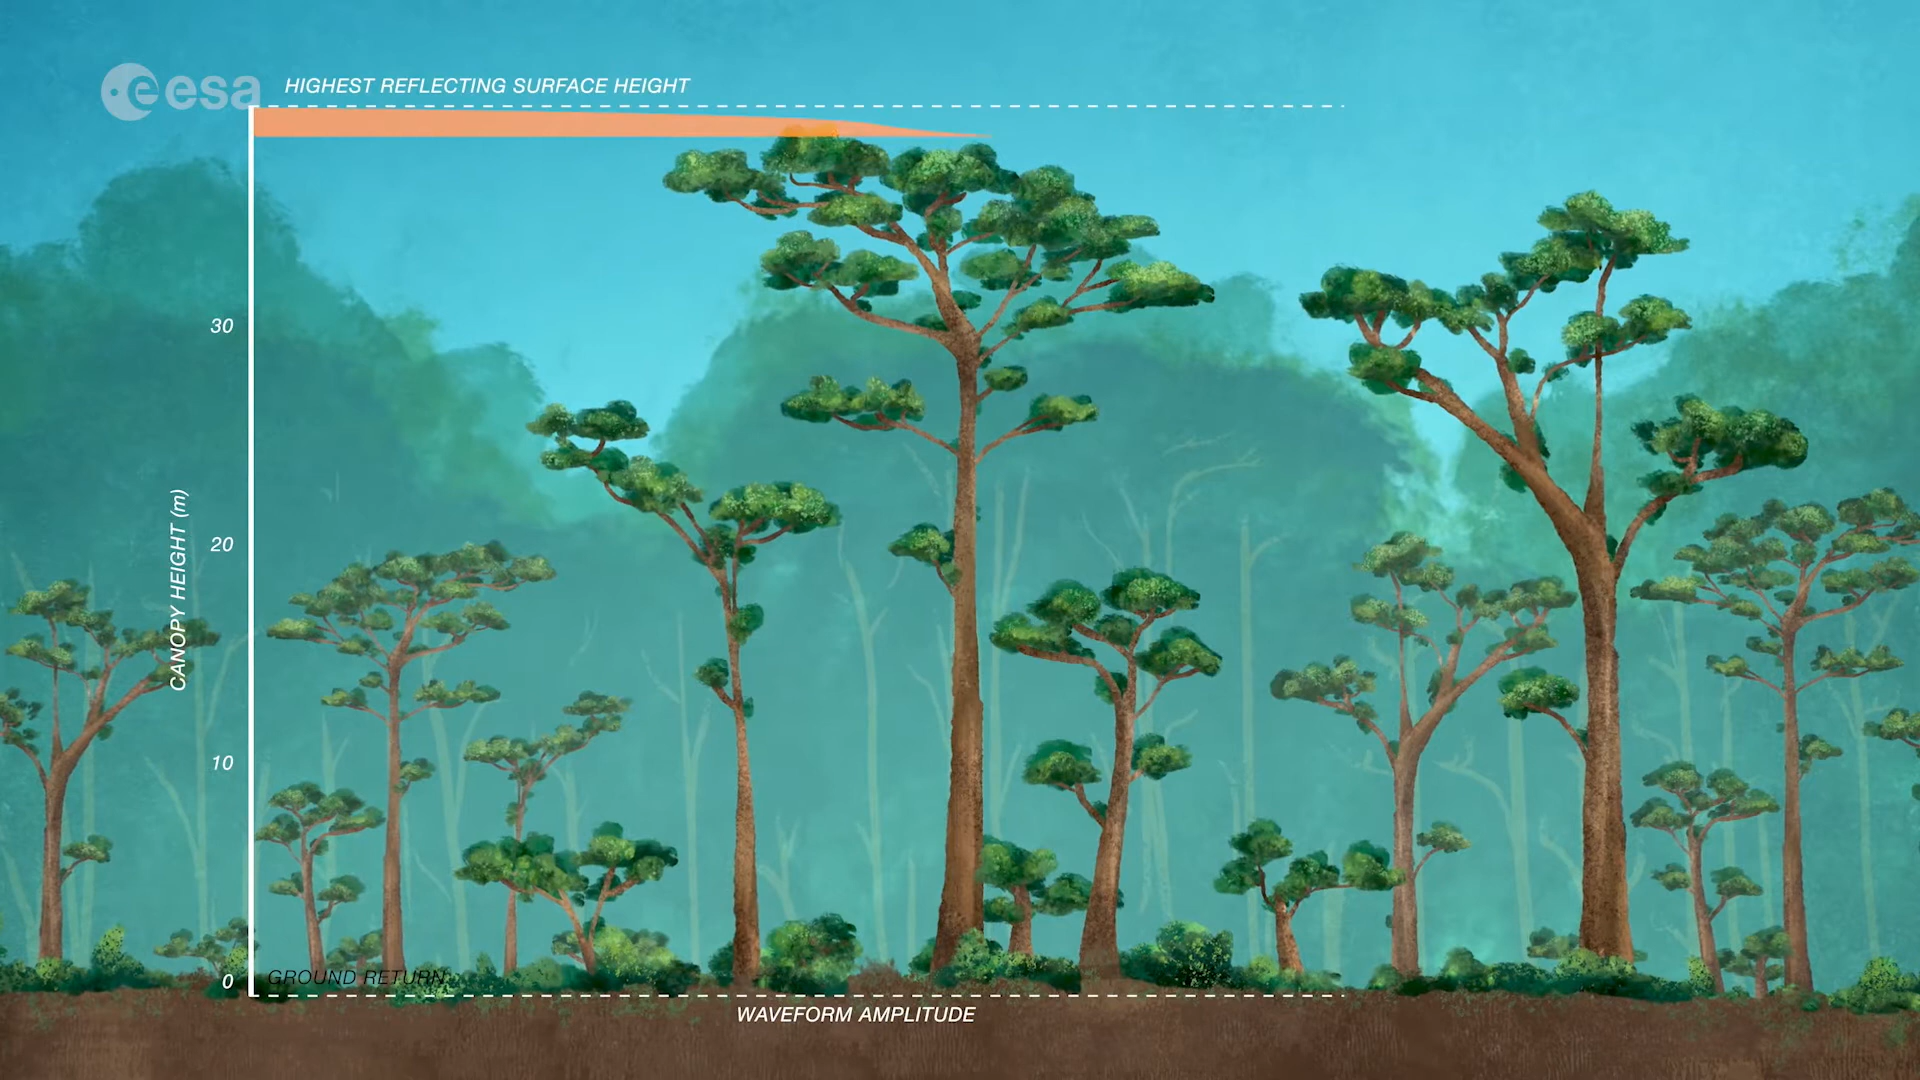 esa
HIGHEST REFLECTING SURFACE HEIGHT
30
20
10
0
CANOPY HEIGHT (m)
GROUND RETURN
WAVEFORM AMPLITUDE